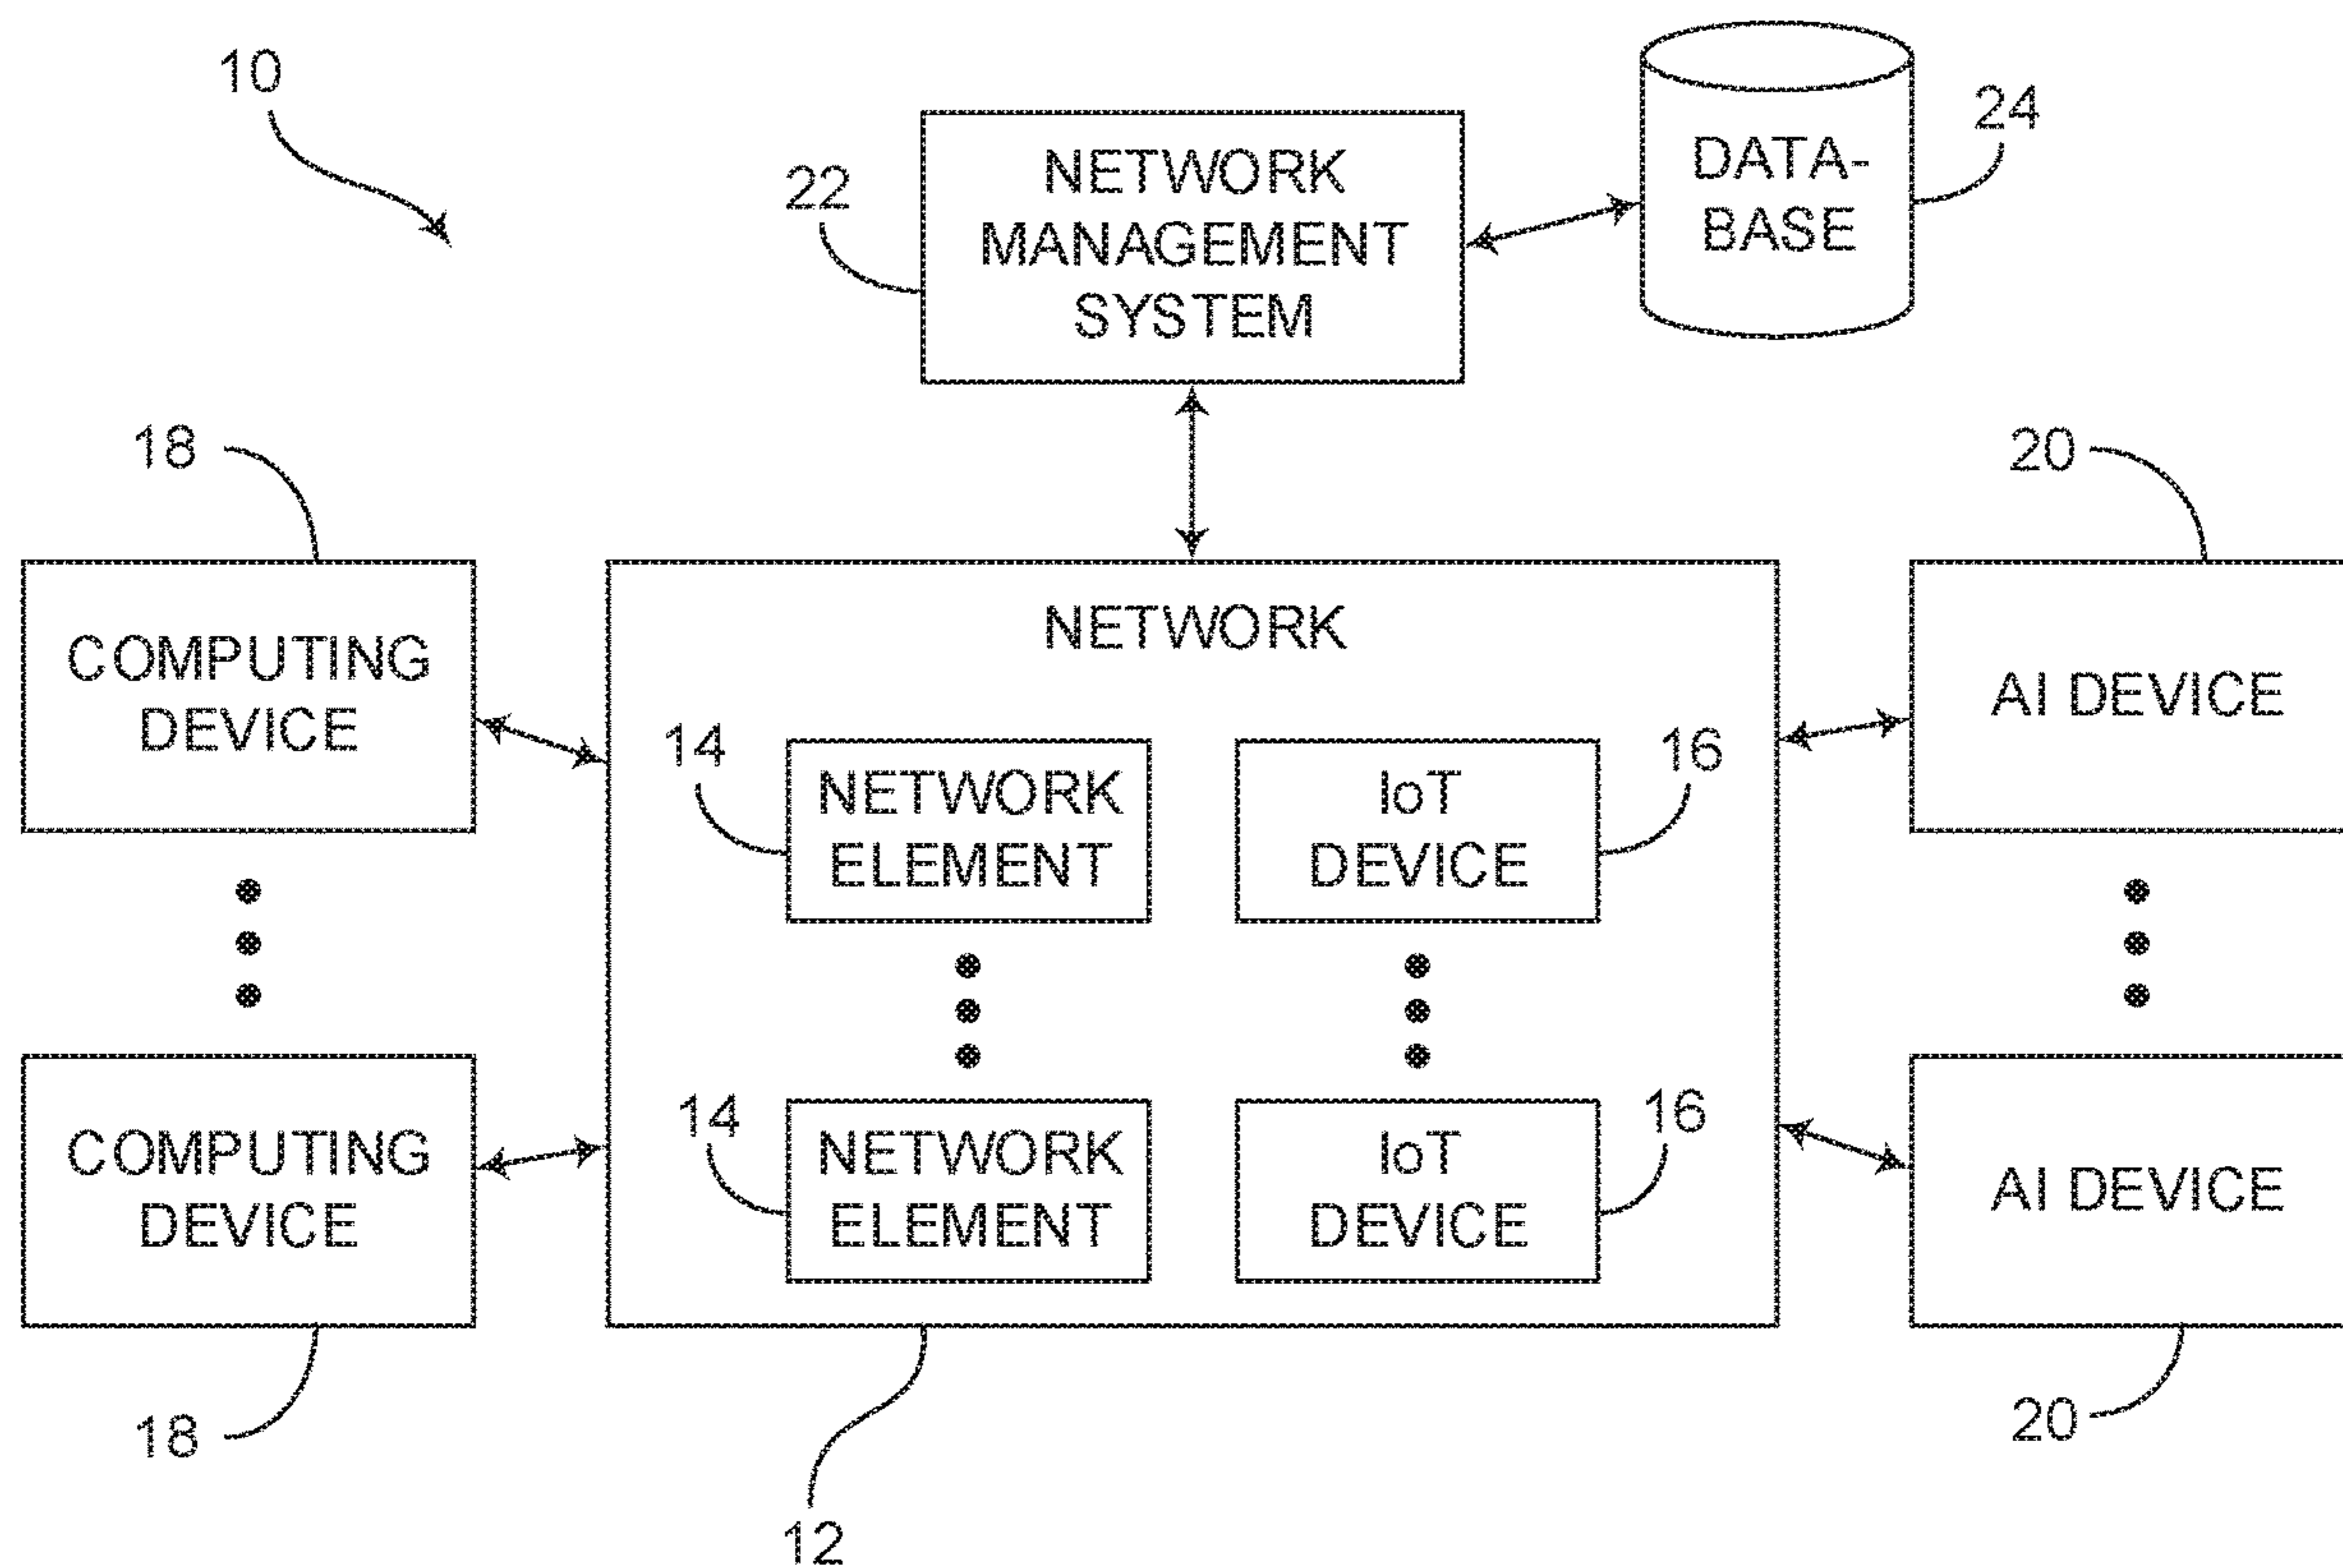 10
NETWORK
MANAGEMENT
SYSTEM
22
DATA-
BASE
24
18
20
COMPUTING
DEVICE
NETWORK
AI DEVICE
14
NETWORK
ELEMENT
IoT
DEVICE
16
COMPUTING
DEVICE
14
NETWORK
ELEMENT
IoT
DEVICE
16
AI DEVICE
18
20
12